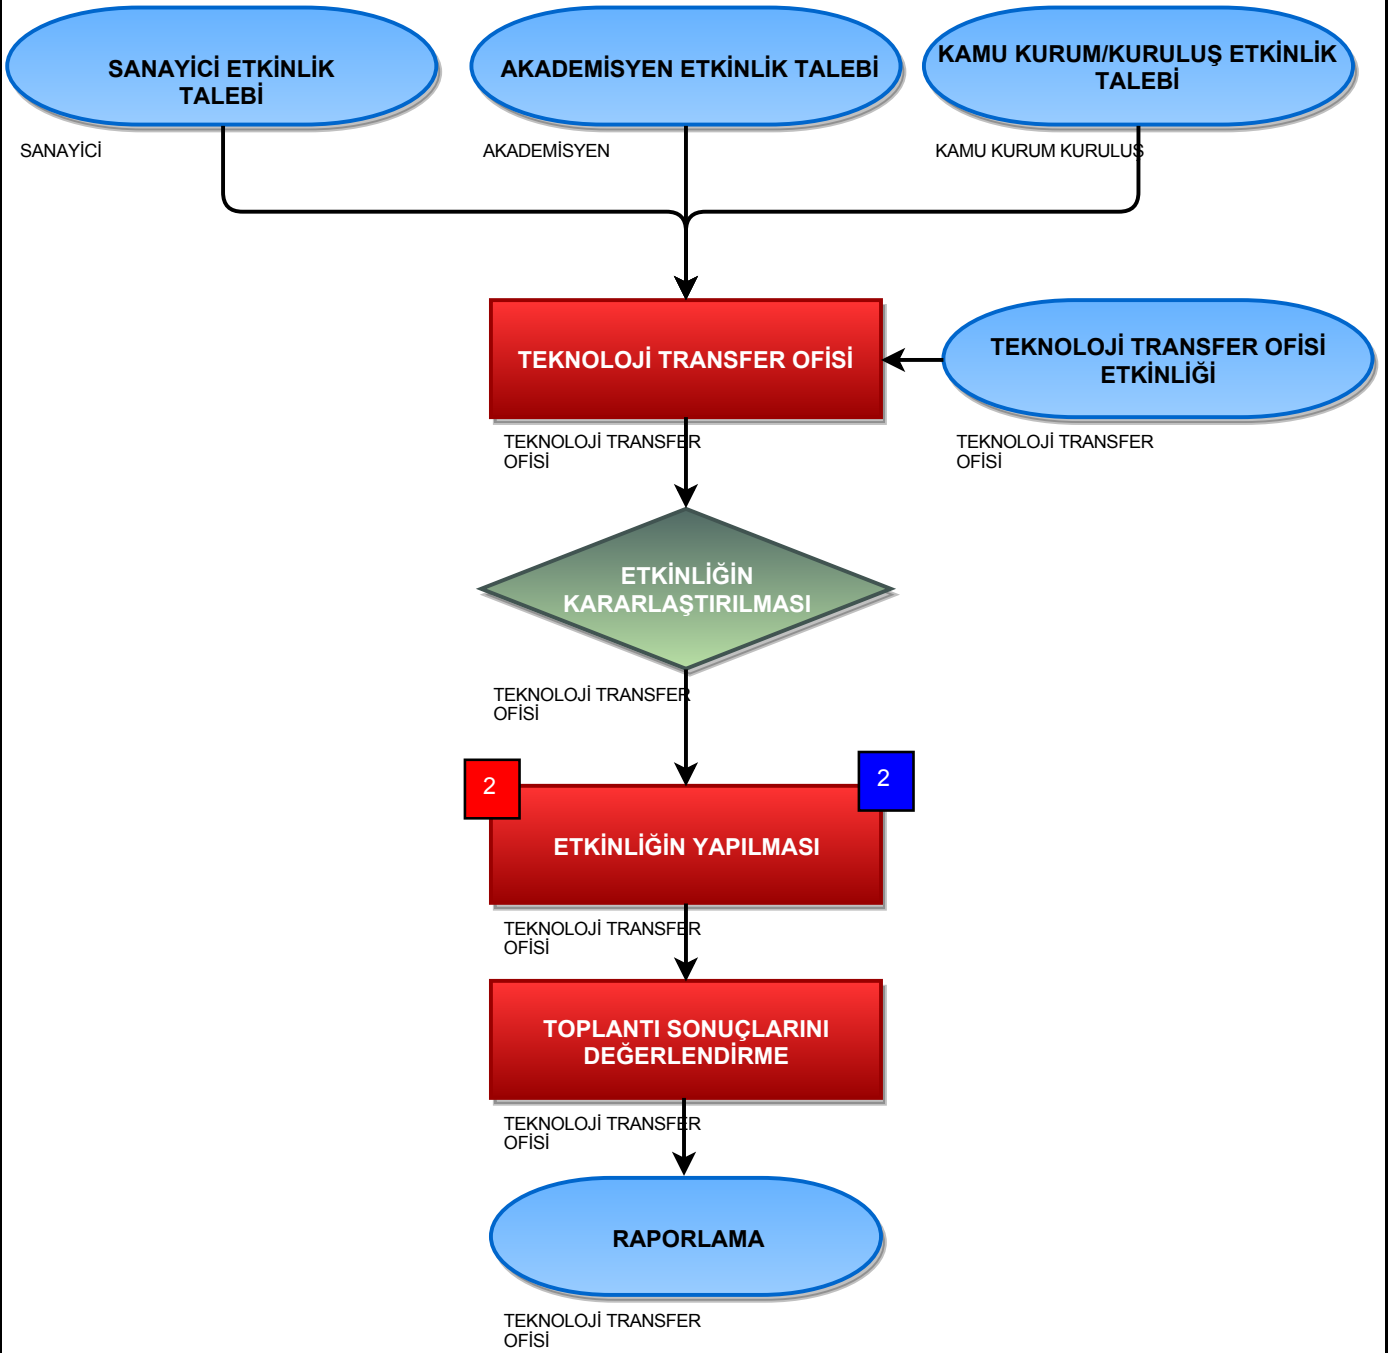 SANAYİCİ ETKİNLİK
TALEBİ
AKADEMİSYEN ETKİNLİK TALEBİ
KAMU KURUM/KURULUŞ ETKİNLİK
TALEBİ
SANAYİCİ
AKADEMİSYEN
KAMU KURUM KURULUŞ
TEKNOLOJİ TRANSFER OFİSİ
TEKNOLOJİ TRANSFER OFİSİ
ETKİNLİĞİ
TEKNOLOJİ TRANSFER
OFİSİ
TEKNOLOJİ TRANSFER
OFİSİ
ETKİNLİĞİN
KARARLAŞTIRILMASI
TEKNOLOJİ TRANSFER
OFİSİ
2
2
ETKİNLİĞİN YAPILMASI
TEKNOLOJİ TRANSFER
OFİSİ
TOPLANTI SONUÇLARINI
DEĞERLENDİRME
TEKNOLOJİ TRANSFER
OFİSİ
RAPORLAMA
TEKNOLOJİ TRANSFER
OFİSİ